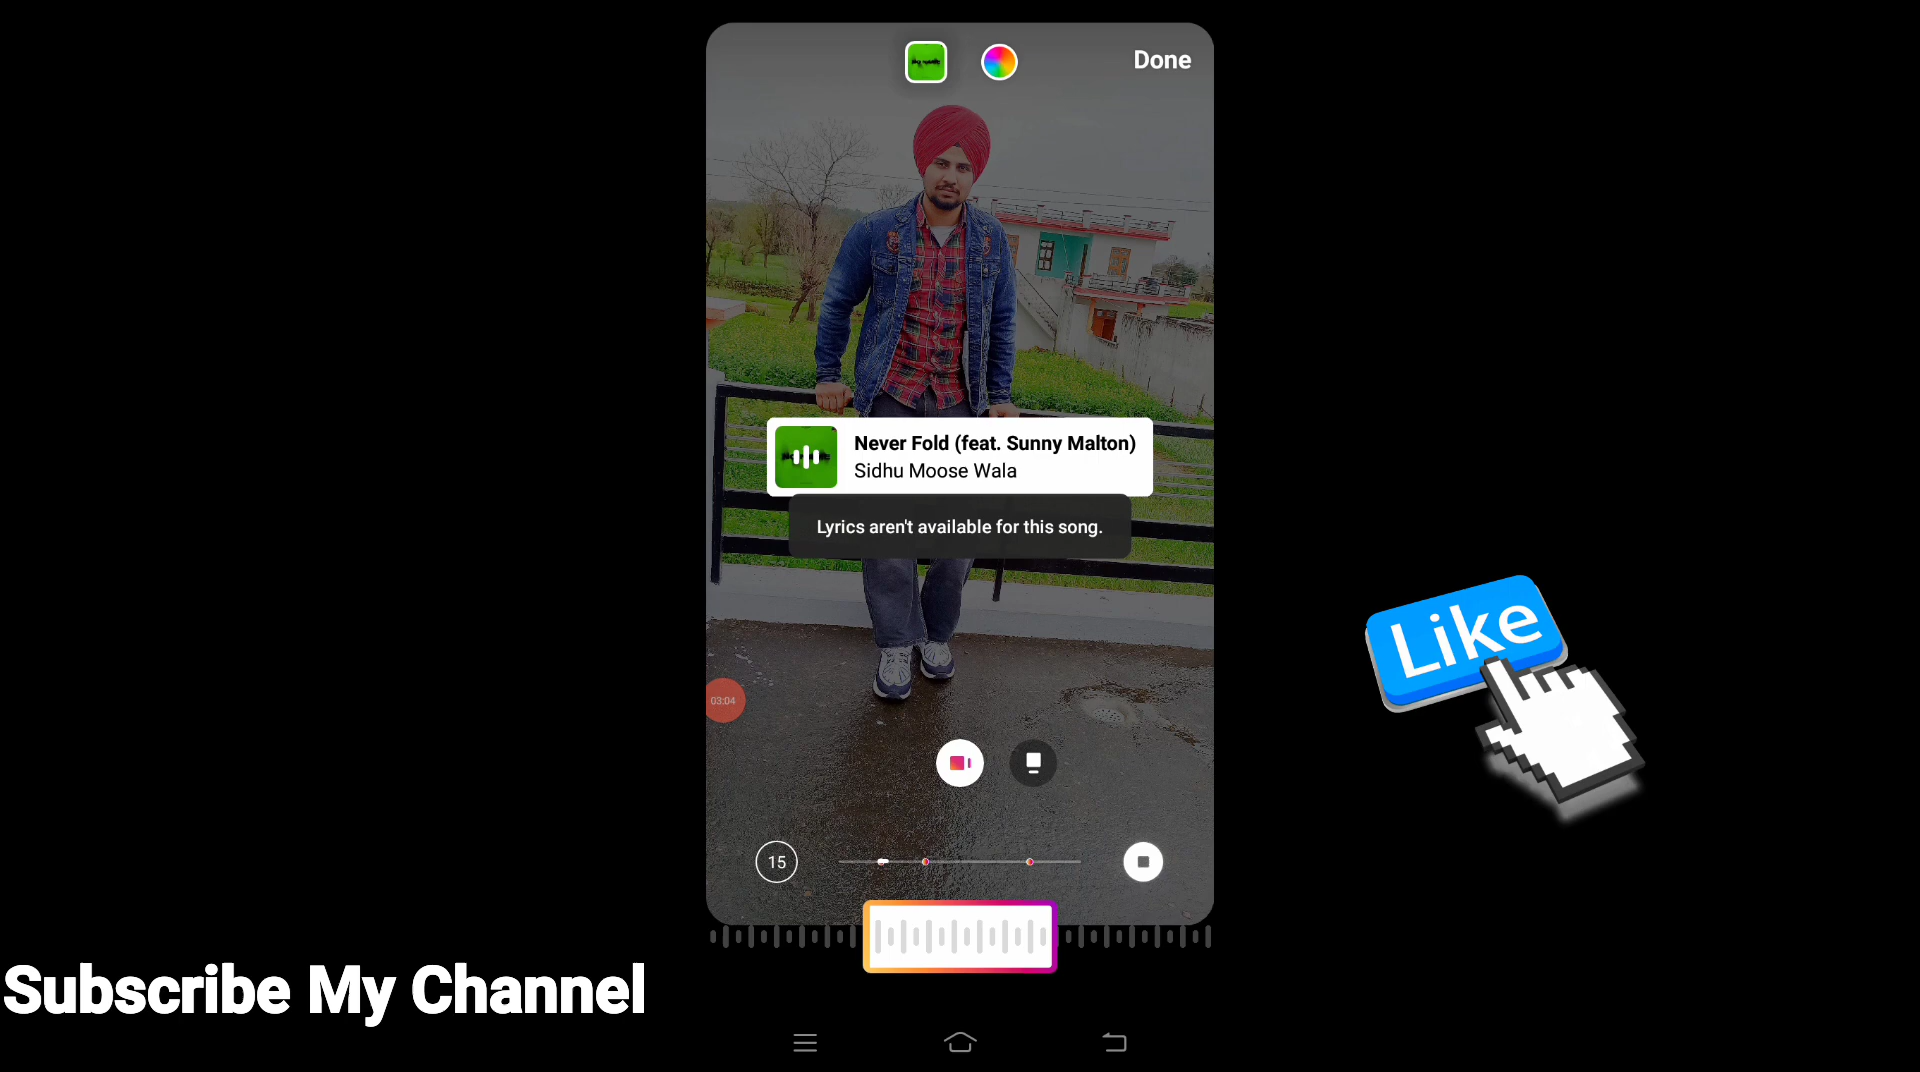 Done
Never Fold (feat. Sunny Malton)
Sidhu Moose Wala
Lyrics aren't available for this song.
Like
03:04
15
Subscribe My Channel